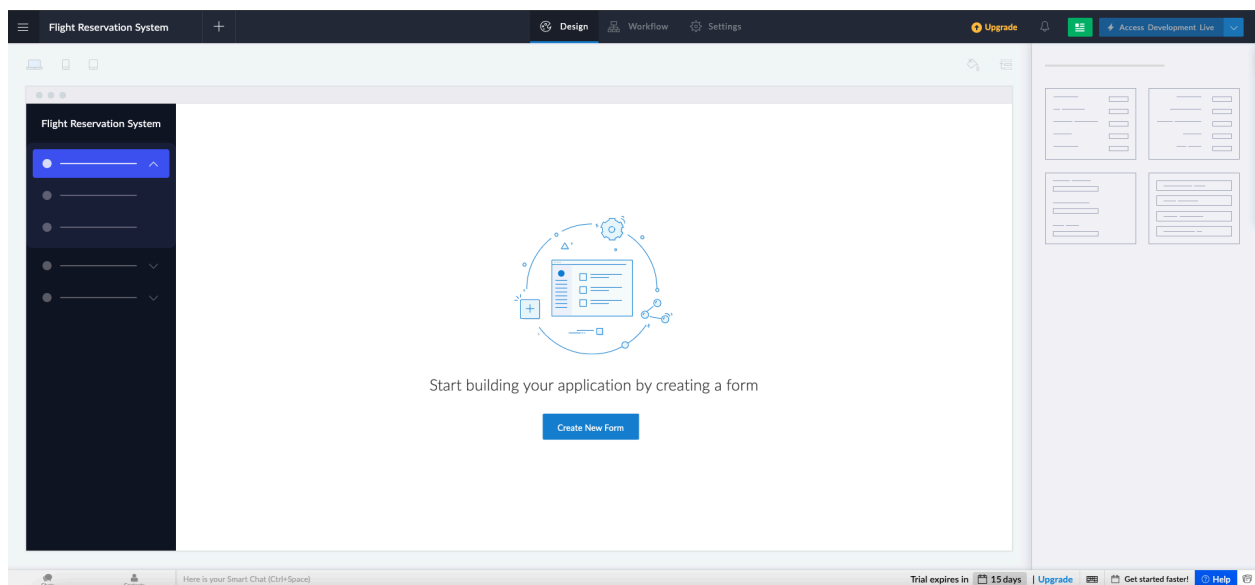 Flight Reservation System
Design
Workflow
Settings
Upgrade
Access Development Live
Flight Reservation System
Start building your application by creating a form
Create New Form
Here is your Smart Chat (Ctrl+Space)
Trial expires in 15 days | Upgrade
Get started faster!
Help